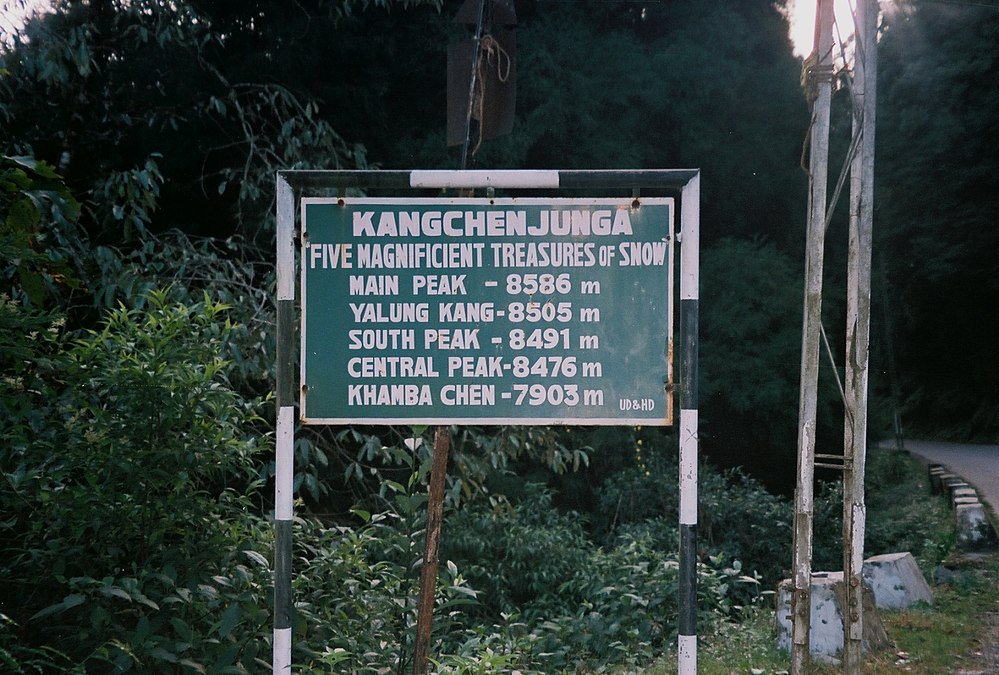 KANGCHENJUNGA
FIVE MAGNIFICIENT TREASURES OF SNOW
MAIN PEAK - 8586 m
YALUNG KANG - 8505 m
SOUTH PEAK - 8491 m
CENTRAL PEAK - 8476 m
KHAMBA CHEN - 7903 m
UD & HD